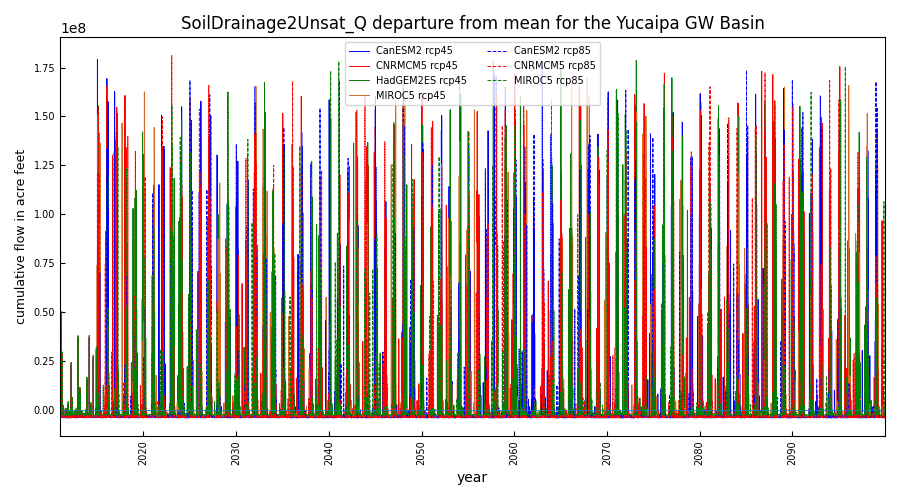 SoilDrainage2Unsat_Q departure from mean for the Yucaipa GW Basin
1e8
CanESM2 rcp45
CNRMCM5 rcp45
HadGEM2ES rcp45
MIROC5 rcp45
CanESM2 rcp85
CNRMCM5 rcp85
MIROC5 rcp85
cumulative flow in acre feet
1.75
1.50
1.25
1.00
0.75
0.50
0.25
0.00
2020
2030
2040
2050
2060
2070
2080
2090
year